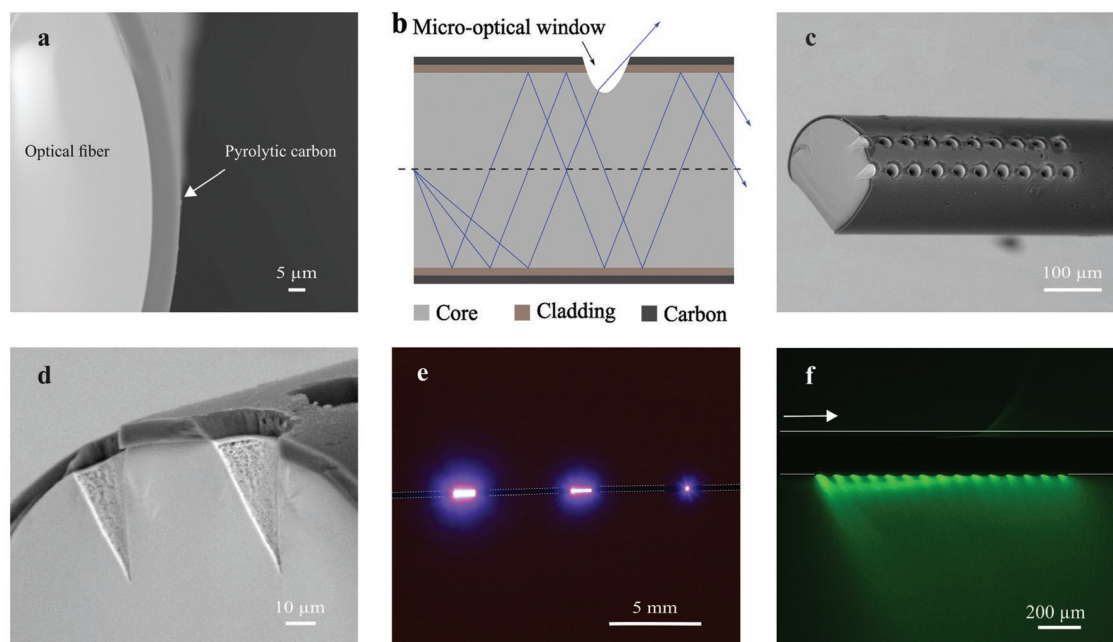 a
Optical fiber
Pyrolytic carbon
5 µm
b
Micro-optical window
Core
Cladding
Carbon
c
100 µm
d
10 µm
e
5 mm
f
200 µm